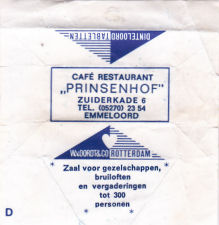 DINTELOORD TABLETTEN
CAFÉ RESTAURANT
„PRINSENHOF"
ZUIDERKADE 6
TEL. (05270) 23 54
EMMELOORD
W.NOORDT&CO ROTTERDAM
* Zaal voor gezelschappen, *
bruiloften
en vergaderingen
tot 300
* personen *
D